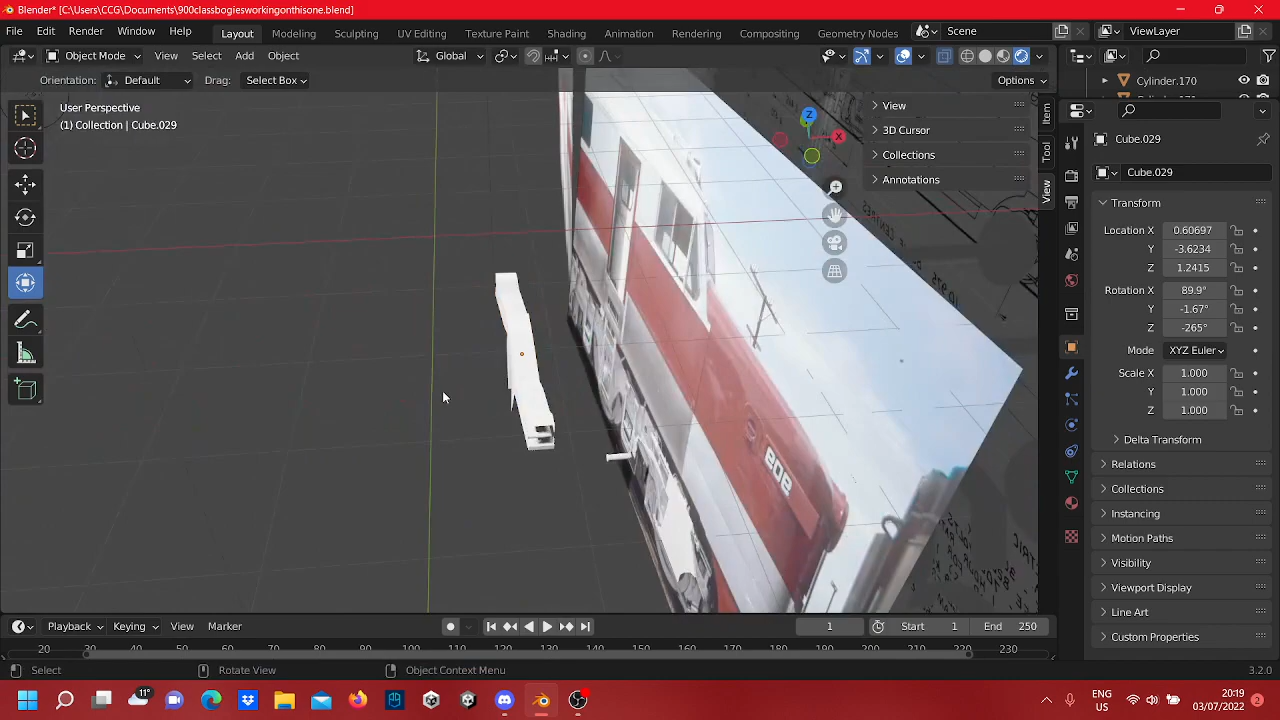 Blender* [C:\Users\CCG\Documents\900classbogiesworkingonthisone.blend]
File Edit Render Window Help Layout Modeling Sculpting UV Editing Texture Paint Shading Animation Rendering Compositing Geometry Nodes Scene ViewLayer
Object Mode View Select Add Object Global
Orientation: Default Drag: Select Box Options
User Perspective
(1) Collection | Cube.029
Z
X
View
3D Cursor
Collections
Annotations
Item
Tool
View
Cylinder.170
Cube.029
Cube.029
Transform
Location X 0.60697
Y -3.6234
Z 1.2415
Rotation X 89.9°
Y -1.67°
Z -265°
Mode XYZ Euler
Scale X 1.000
Y 1.000
Z 1.000
Delta Transform
Relations
Collections
Instancing
Motion Paths
Visibility
Viewport Display
Line Art
Custom Properties
Playback Keying View Marker 1 Start 1 End 250
20 30 40 50 60 70 80 90 100 110 120 130 140 150 160 170 180 190 200 210 220 230
Select Rotate View Object Context Menu 3.2.0
11°
ENG
US
20:19
03/07/2022
2